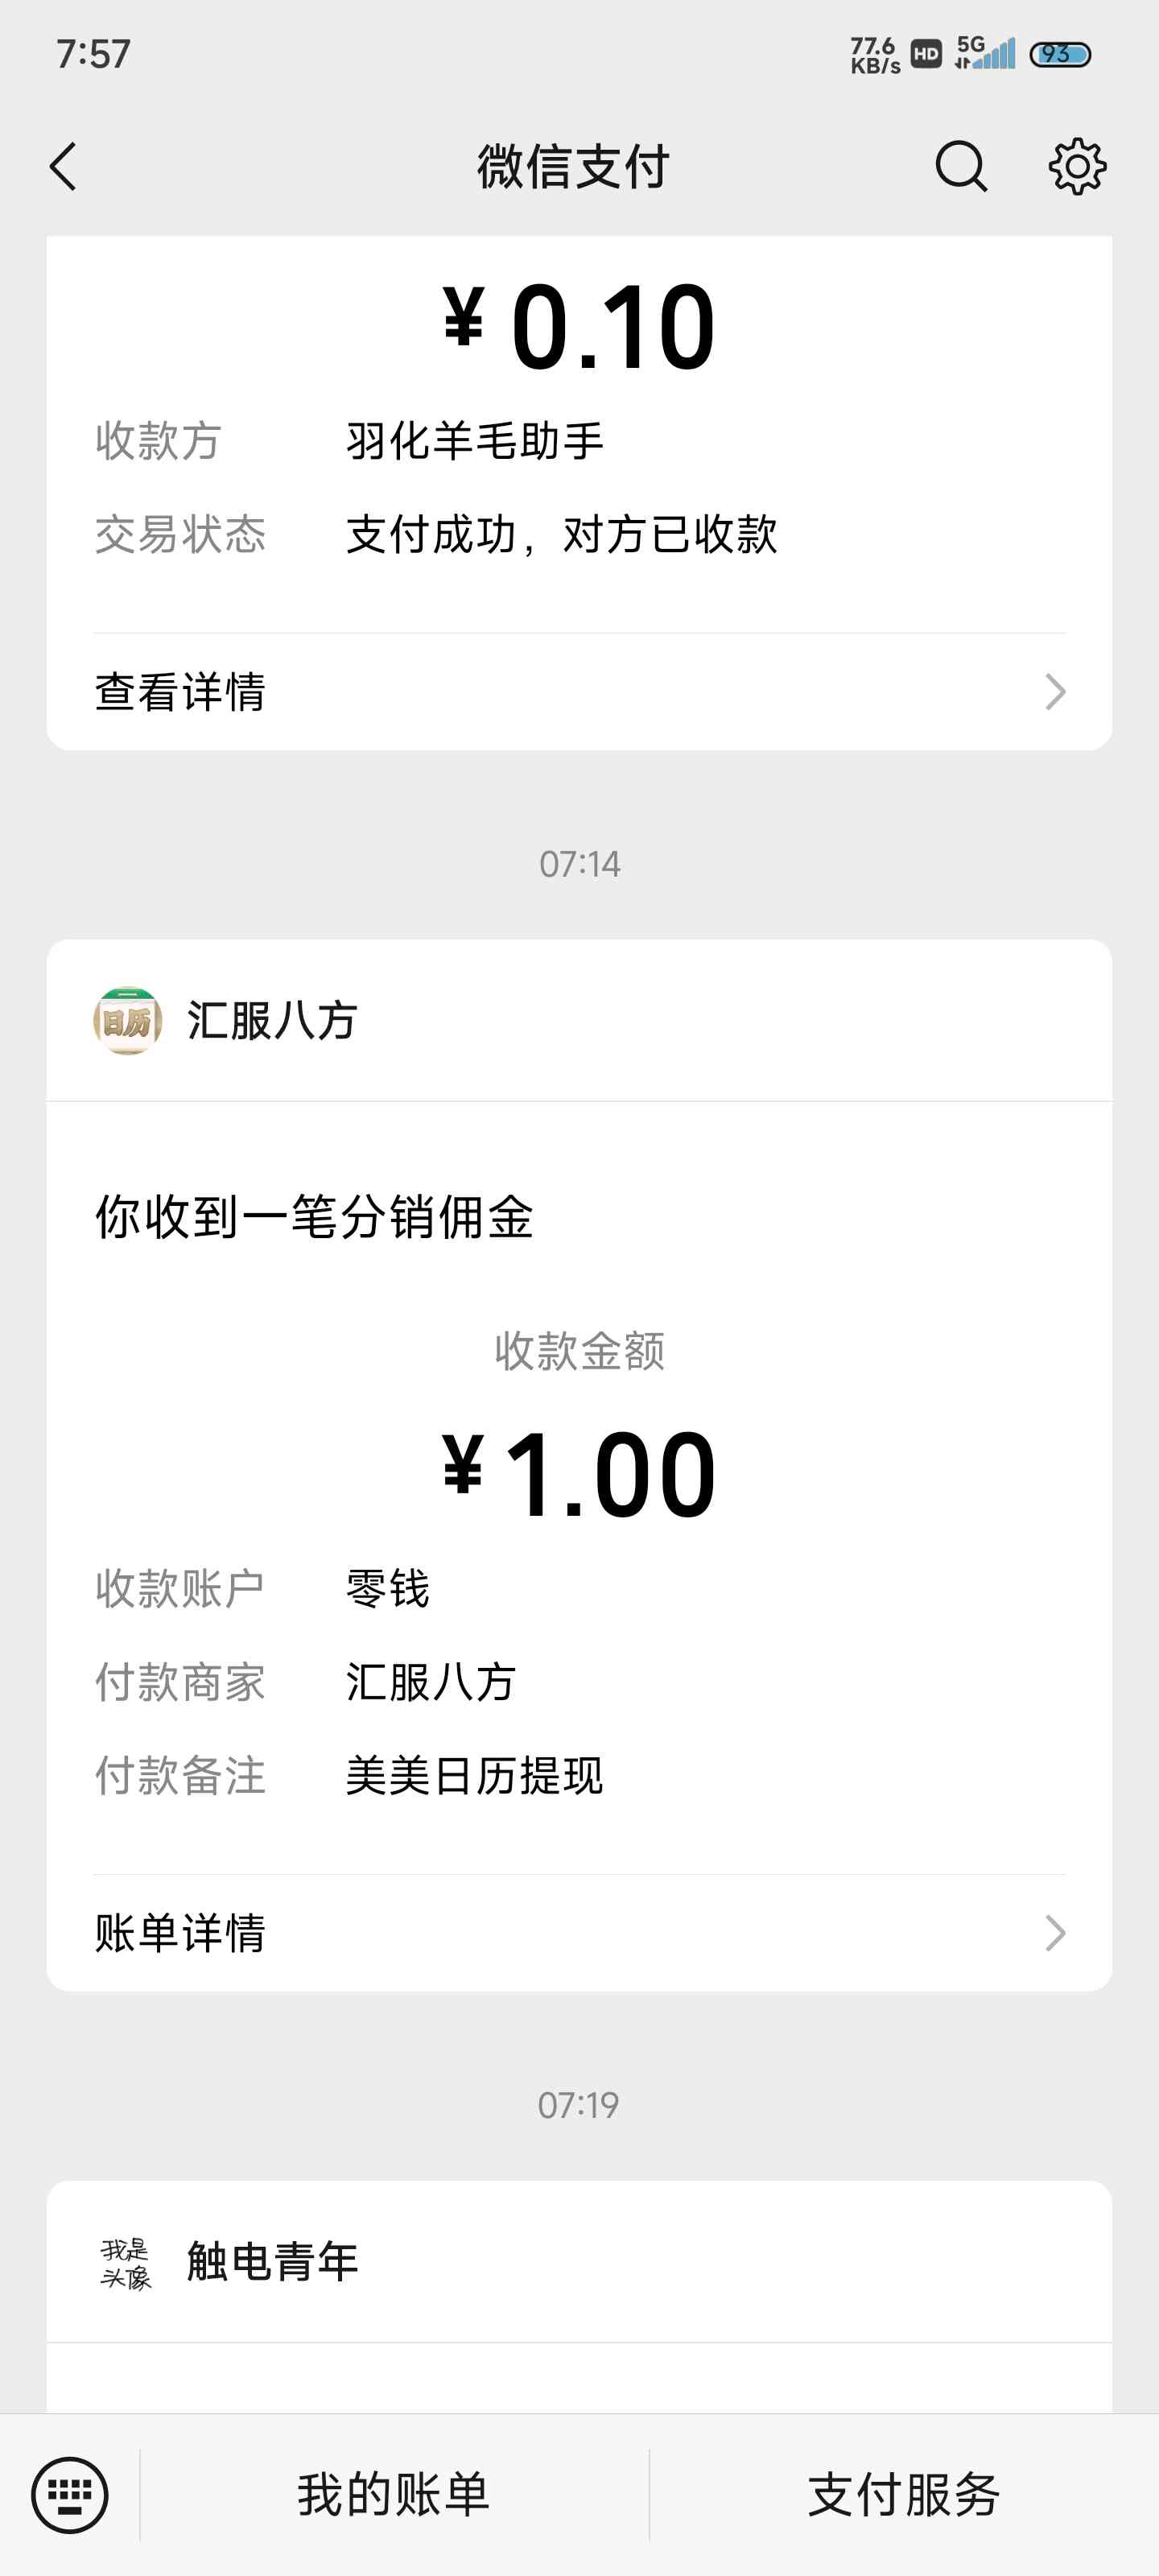 7:57
77.6
KB/s
HD
5G
93
微信支付
¥0.10
收款方 羽化羊毛助手
交易状态 支付成功，对方已收款
查看详情
07:14
日历
汇服八方
你收到一笔分销佣金
收款金额
¥1.00
收款账户 零钱
付款商家 汇服八方
付款备注 美美日历提现
账单详情
07:19
我是
头像
触电青年
我的账单
支付服务